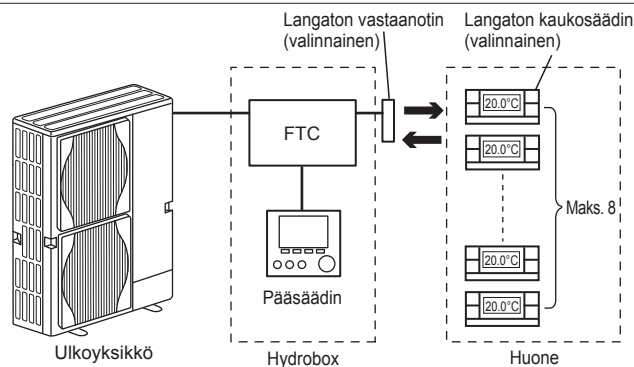 Langaton vastaanotin
(valinnainen)
Langaton kaukosäädin
(valinnainen)
FTC
20.0°C
20.0°C
Maks. 8
20.0°C
20.0°C
Pääsäädin
Ulkoyksikkö
Hydrobox
Huone